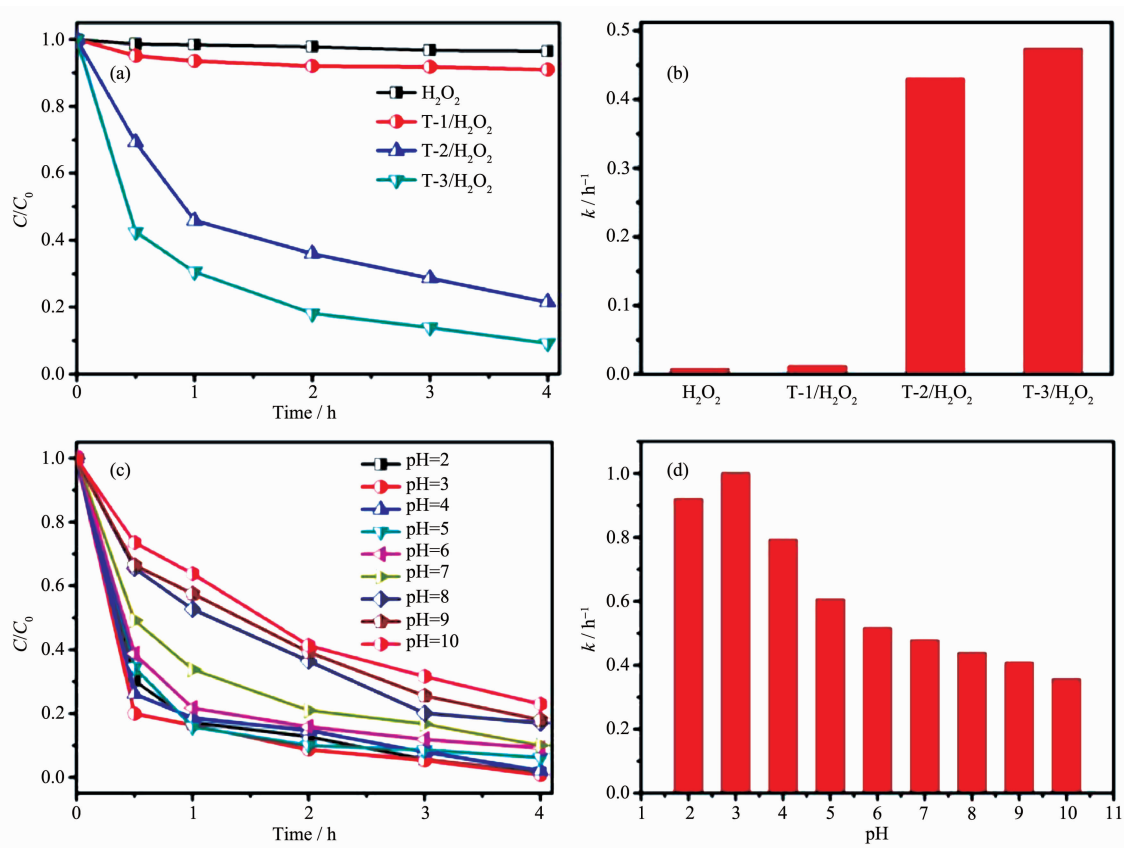 (a)
H₂O₂
T-1/H₂O₂
T-2/H₂O₂
T-3/H₂O₂
C/C₀
1.0
0.8
0.6
0.4
0.2
0.0
0 1 2 3 4
Time / h
(b)
k / h⁻¹
0.5
0.4
0.5
0.2
0.1
0.0
H₂O₂ T-1/H₂O₂ T-2/H₂O₂ T-3/H₂O₂
(c)
pH=2
pH=3
pH=4
pH=5
pH=6
pH=7
pH=8
pH=9
pH=10
C/C₀
1.0
0.8
0.6
0.4
0.2
0.0
0 1 2 3 4
Time / h
(d)
k / h⁻¹
1.0
0.8
0.6
0.4
0.2
0.0
1 2 3 4 5 6 7 8 9 10 11
pH